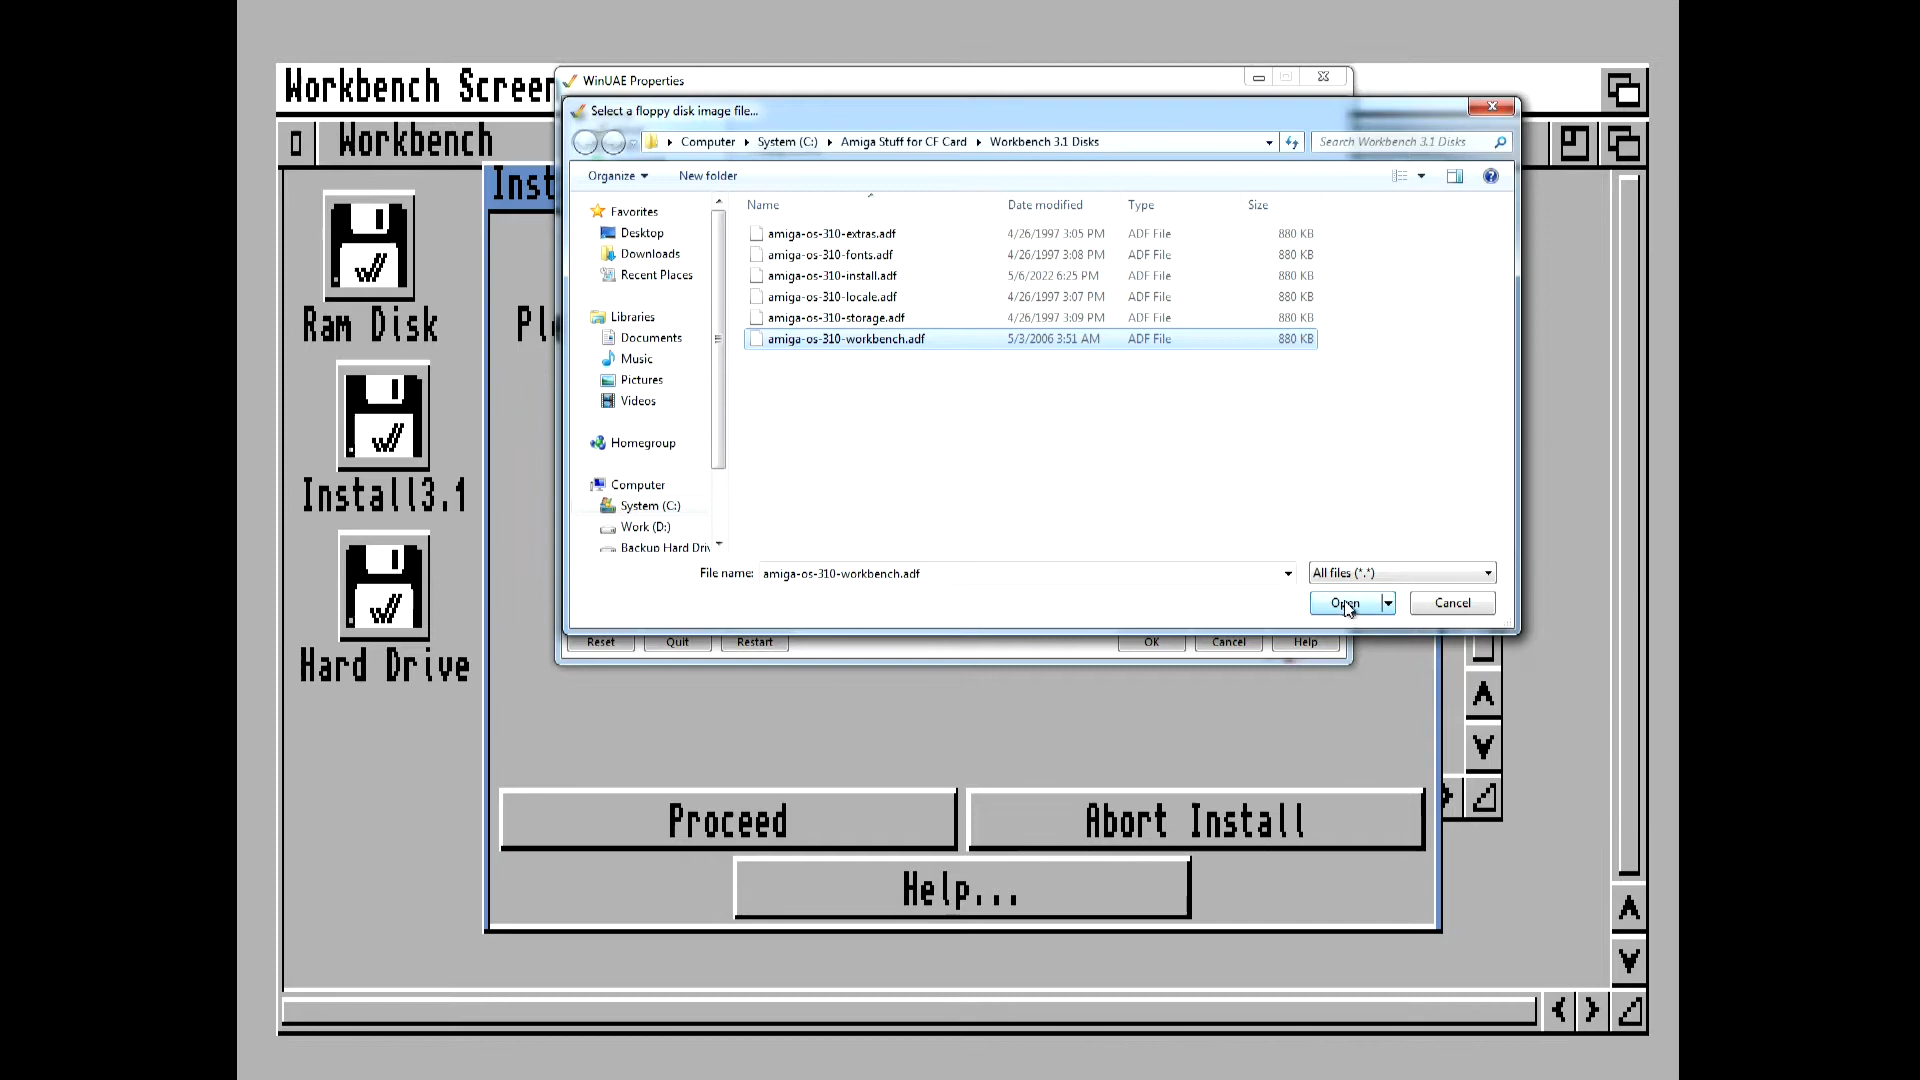 Workbench Screen
WinUAE Properties
Select a floppy disk image file...
Workbench
Computer
System (C:)
Amiga Stuff for CF Card
Workbench 3.1 Disks
Search Workbench 3.1 Disks
Organize
New folder
Inst
Name
Date modified
Type
Size
Favorites
Desktop
Downloads
Recent Places
Libraries
Documents
Music
Pictures
Videos
Homegroup
Computer
System (C:)
Work (D:)
Backup Hard Driv
amiga-os-310-extras.adf 4/26/1997 3:05 PM ADF File 880 KB
amiga-os-310-fonts.adf 4/26/1997 3:08 PM ADF File 880 KB
amiga-os-310-install.adf 5/6/2022 6:25 PM ADF File 880 KB
amiga-os-310-locale.adf 4/26/1997 3:07 PM ADF File 880 KB
amiga-os-310-storage.adf 4/26/1997 3:09 PM ADF File 880 KB
amiga-os-310-workbench.adf 5/3/2006 3:51 AM ADF File 880 KB
File name: amiga-os-310-workbench.adf
All files (*.*)
Open
Cancel
Reset
Quit
Restart
OK
Cancel
Help
Ram Disk
Install3.1
Hard Drive
Proceed
Abort Install
Help...